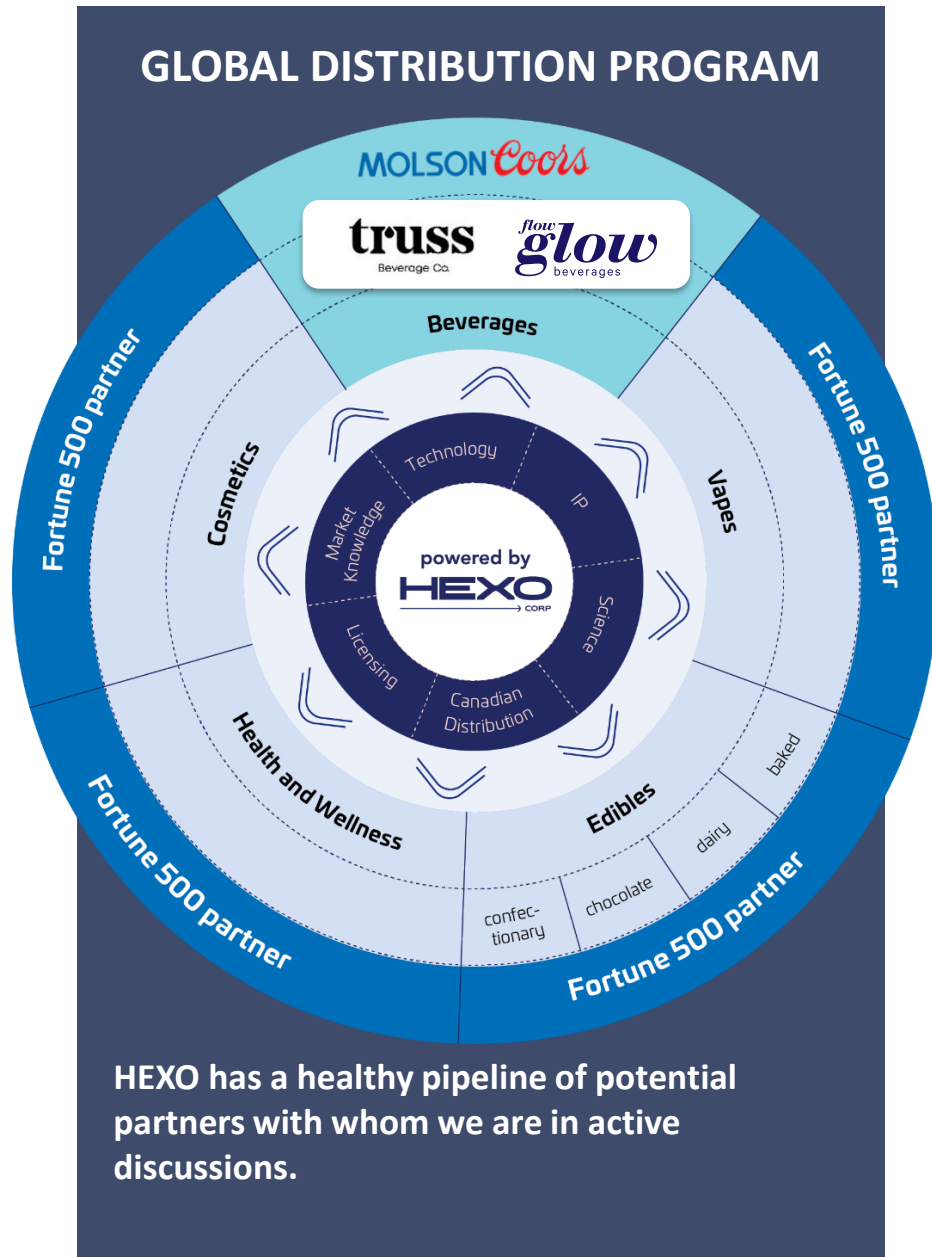 GLOBAL DISTRIBUTION PROGRAM
MOLSON Coors
truss
Beverage Co.
flow
glow
beverages
Beverages
Fortune 500 partner
Fortune 500 partner
Cosmetics
Vapes
Technology
IP
Market
Knowledge
powered by
HEXO
CORP
Science
Licensing
Canadian
Distribution
Health and Wellness
Edibles
baked
dairy
chocolate
confec-
tionary
Fortune 500 partner
Fortune 500 partner
HEXO has a healthy pipeline of potential
partners with whom we are in active
discussions.